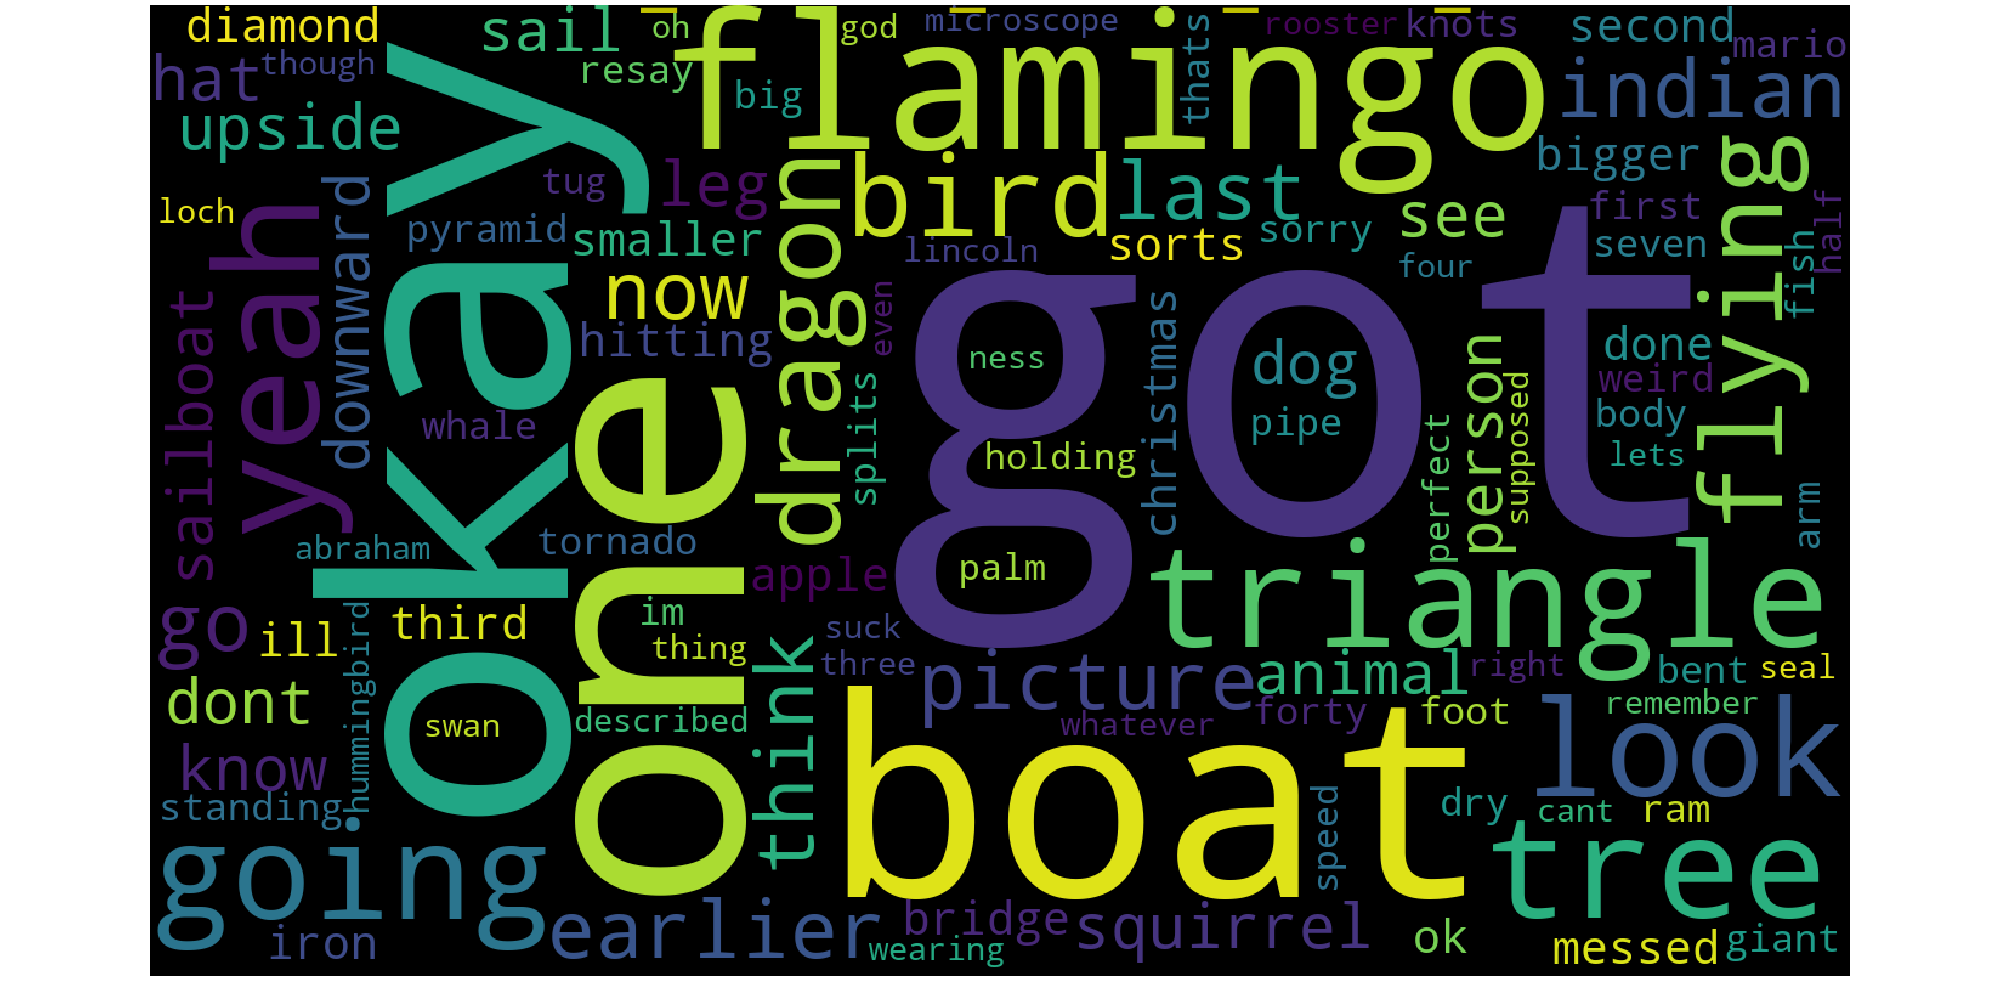 diamond
sail
oh
flamingo
god
microscope
rooster
knots
second
mario
hat
though
resay
big
thats
indian
upside
okay
tug
leg
dragon
bird
last
bigger
flying
loch
yeah
downward
pyramid
smaller
lincoln
sorts
sorry
see
first
half
four
seven
fish
now
got
sailboat
hitting
even
ness
christmas
dog
person
done
weird
whale
one
splits
holding
pipe
perfect
supposed
body
lets
abraham
tornado
apple
palm
triangle
arm
go
ill
hummingbird
third
im
thing
think
suck
three
picture
animal
right
bent
seal
dont
swan
described
boat
whatever
forty
foot
remember
look
know
standing
speed
dry
cant
ram
going
tree
iron
earlier
bridge
wearing
squirrel
ok
messed
giant